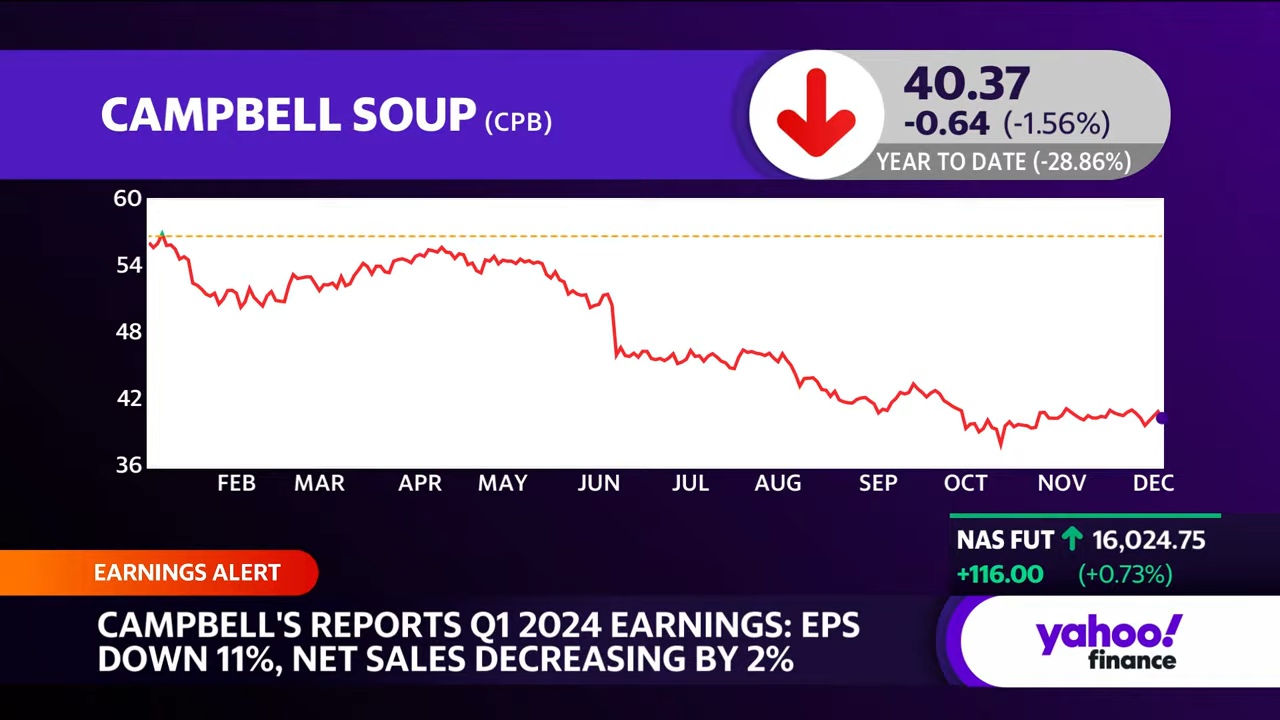 CAMPBELL SOUP (CPB)
40.37
-0.64 (-1.56%)
YEAR TO DATE (-28.86%)
60
54
48
42
36
FEB MAR APR MAY JUN JUL AUG SEP OCT NOV DEC
NAS FUT 16,024.75
+116.00 (+0.73%)
EARNINGS ALERT
CAMPBELL'S REPORTS Q1 2024 EARNINGS: EPS
DOWN 11%, NET SALES DECREASING BY 2%
yahoo!
finance